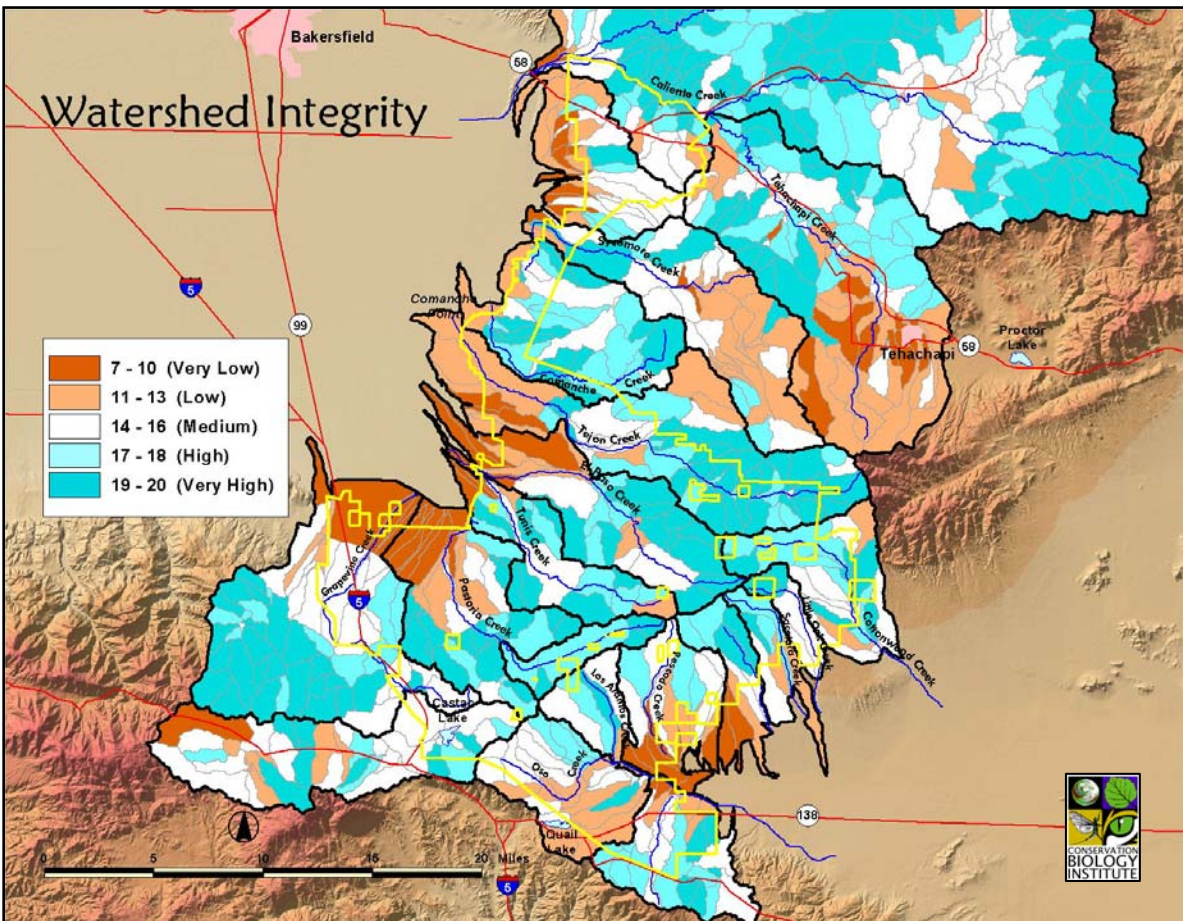 Bakersfield
58
Watershed Integrity
Caliente Creek
Tehachapi Creek
Sycamore Creek
5
99
Comanche
Point
Proctor
Lake
58
Tehachapi
7 - 10 (Very Low)
11 - 13 (Low)
14 - 16 (Medium)
17 - 18 (High)
19 - 20 (Very High)
Comanche Creek
Tejon Creek
El Paso Creek
Tunis Creek
Grapevine Creek
5
Pastoria Creek
Cottonwood Creek
Los Alamos Creek
Pescado Creek
Castac
Lake
Oso Creek
Quail
Lake
138
0 5 10 15 20
Miles
5
CONSERVATION
BIOLOGY
INSTITUTE